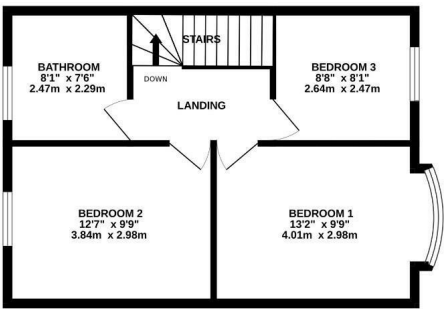 STAIRS
BATHROOM
8'1" x 7'6"
2.47m x 2.29m
DOWN
BEDROOM 3
8'8" x 8'1"
2.64m x 2.47m
LANDING
BEDROOM 2
12'7" x 9'9"
3.84m x 2.98m
BEDROOM 1
13'2" x 9'9"
4.01m x 2.98m